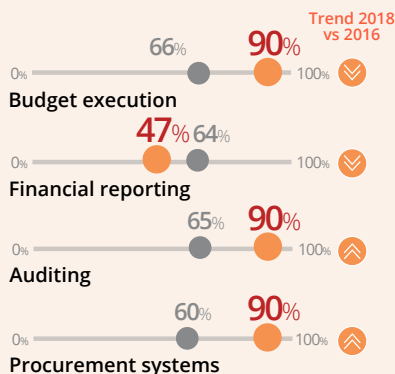 Trend 2018
vs 2016
66% 90%
0% 100%
Budget execution
47% 64%
0% 100%
Financial reporting
65% 90%
0% 100%
Auditing
60% 90%
0% 100%
Procurement systems